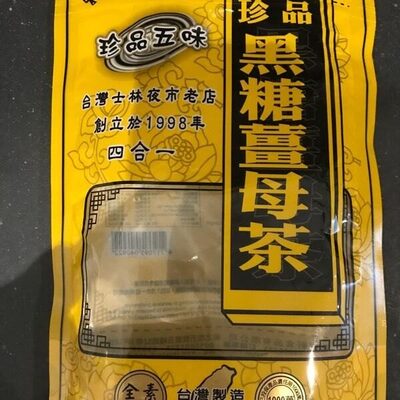 珍品五味
台灣士林夜市老店
創立於1998年
四合一
珍品
黑糖薑母茶
全素
台灣製造